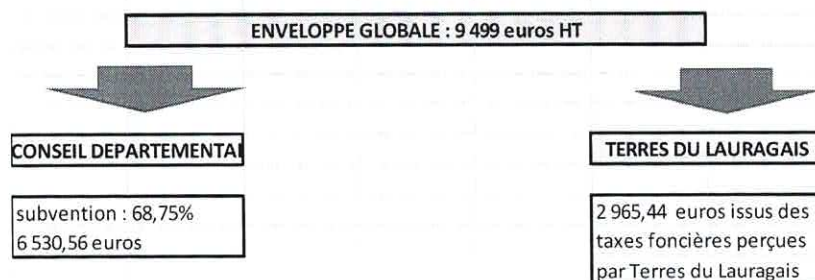 ENVELOPPE GLOBALE : 9 499 euros HT
CONSEIL DEPARTEMENTAL
subvention : 68,75%
6 530,56 euros
TERRES DU LAURAGAIS
2 965,44 euros issus des
taxes foncières perçues
par Terres du Lauragais